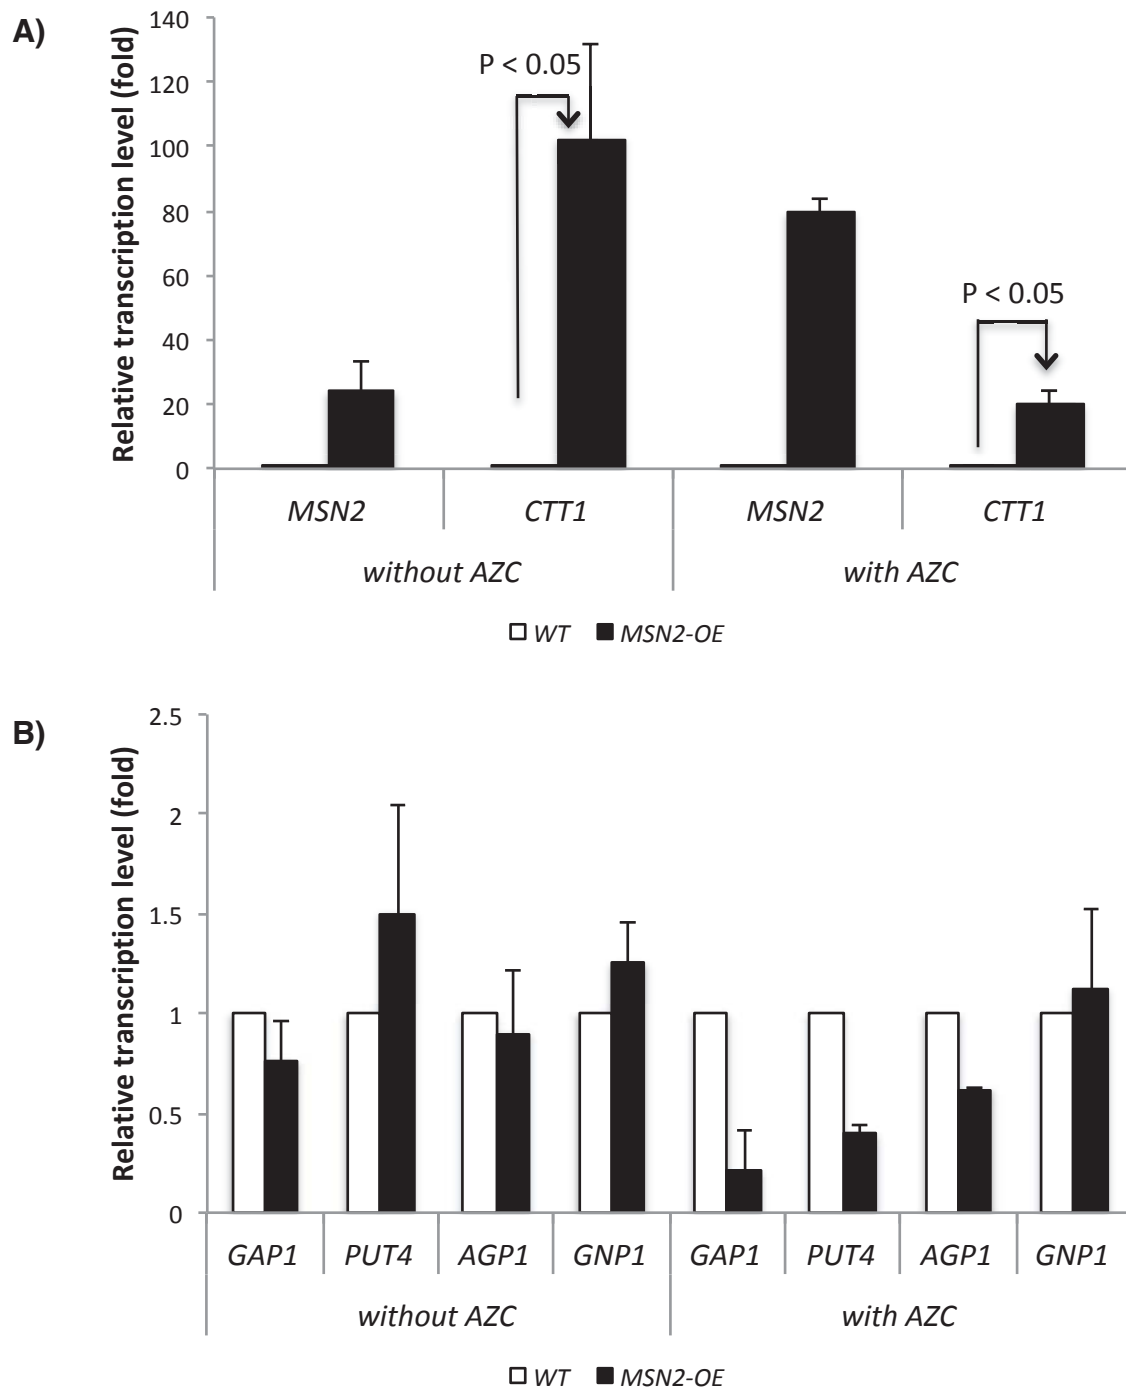 A)
Relative transcription level (fold)
140
120
100
80
60
40
20
0
P < 0.05
P < 0.05
MSN2 CTT1 MSN2 CTT1
without AZC with AZC
WT MSN2-OE
B)
Relative transcription level (fold)
2.5
2
1.5
1
0.5
0
GAP1 PUT4 AGP1 GNP1 GAP1 PUT4 AGP1 GNP1
without AZC with AZC
WT MSN2-OE